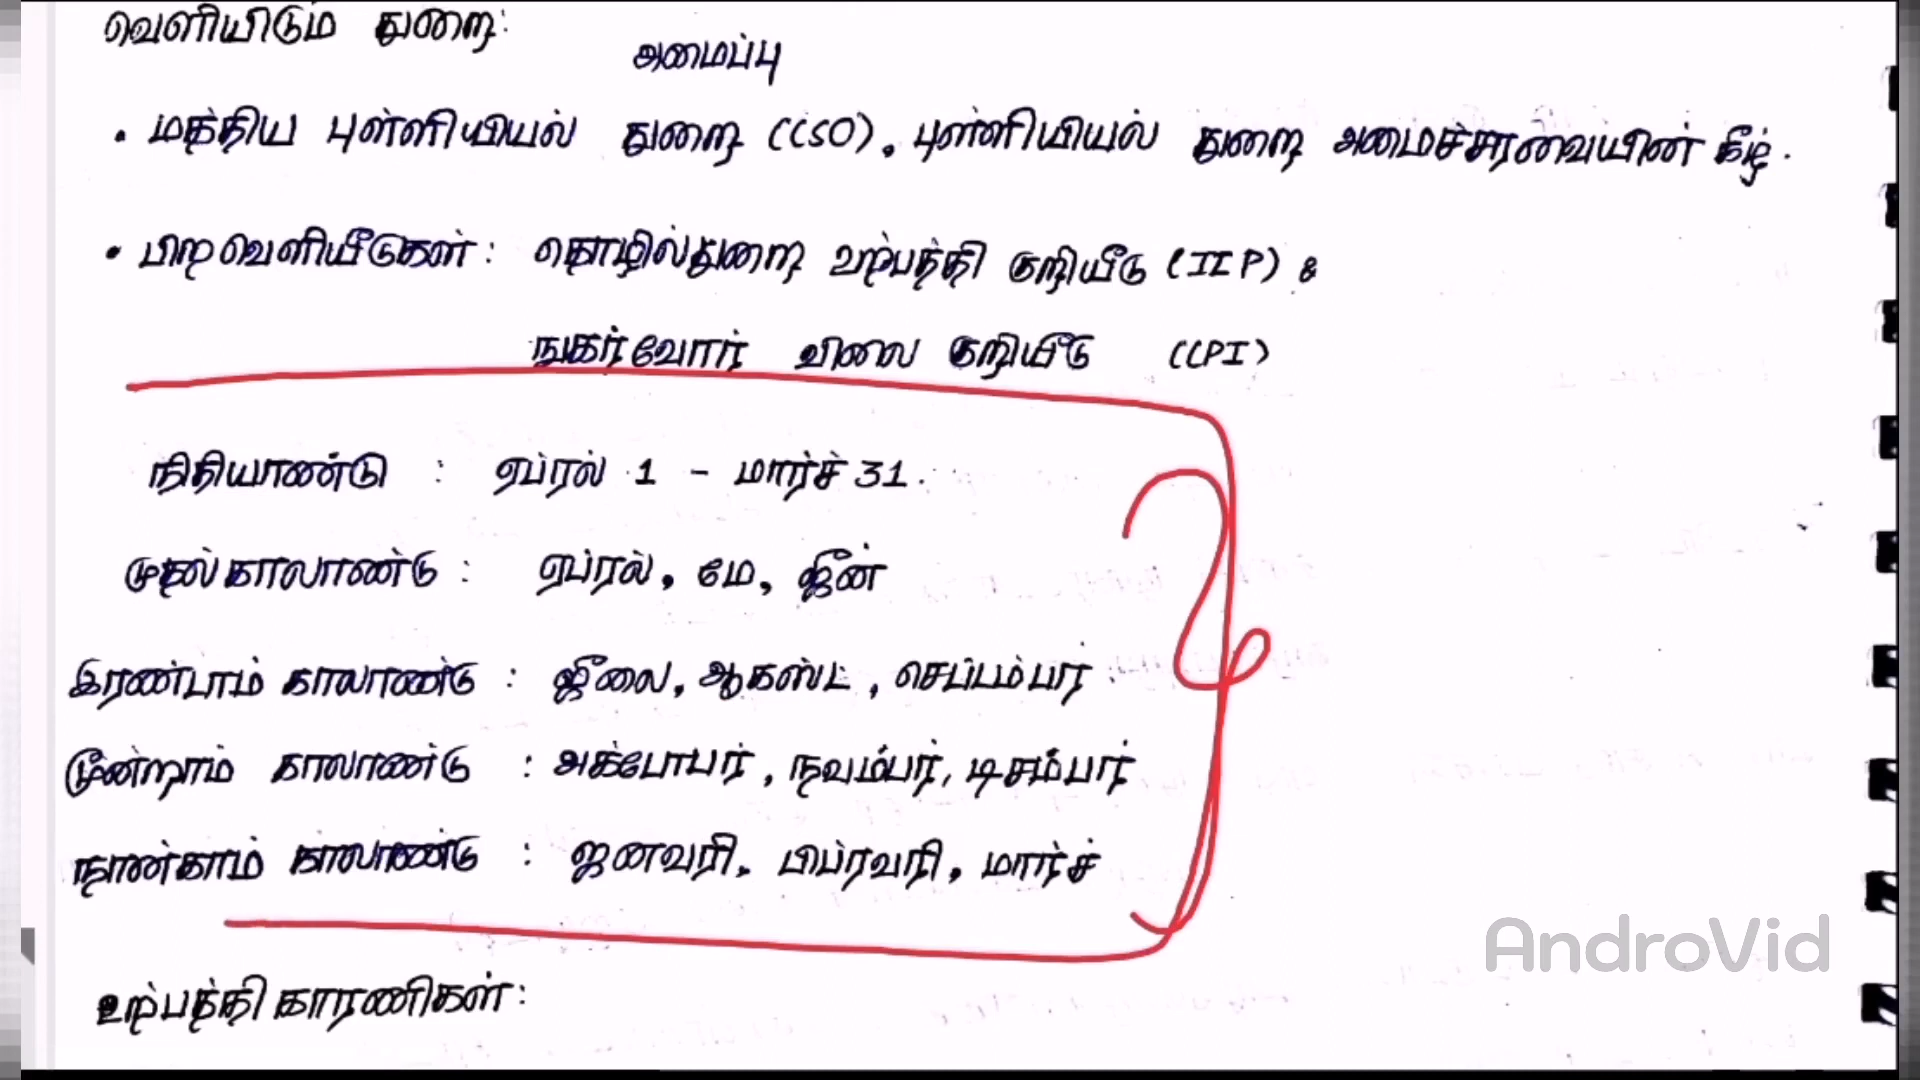 வெளியிடும் துறை:
அமைப்பு
• மத்திய புள்ளியியல் துறை (CSO), புள்ளியியல் துறை அமைச்சரவையின் கீழ்.
• பிற வெளியீடுகள் : தொழில்துறை உற்பத்தி குறியீடு (IIP) &
நுகர்வோர் விலை குறியீடு (CPI)
நிதியாண்டு : ஏப்ரல் 1 - மார்ச் 31.
முதல் காலாண்டு : ஏப்ரல், மே, ஜீன்
இரண்டாம் காலாண்டு : ஜீலை, ஆகஸ்ட், செப்டம்பர்
மூன்றாம் காலாண்டு : அக்டோபர், நவம்பர், டிசம்பர்
நான்காம் காலாண்டு : ஜனவரி, பிப்ரவரி, மார்ச்
உற்பத்தி காரணிகள் :
AndroVid